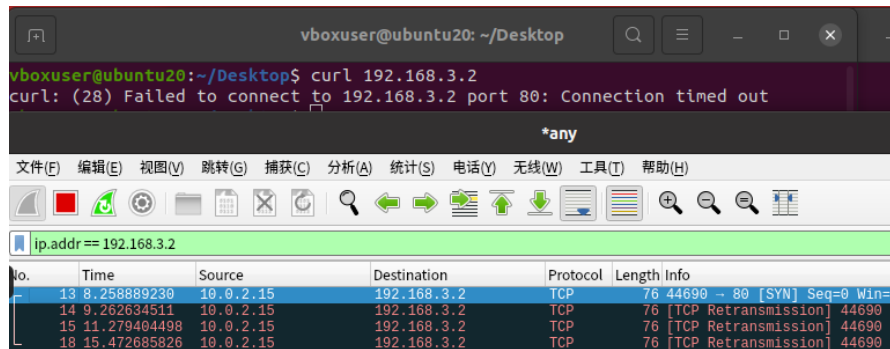 vboxuser@ubuntu20: ~/Desktop
vboxuser@ubuntu20:~/Desktop$ curl 192.168.3.2
curl: (28) Failed to connect to 192.168.3.2 port 80: Connection timed out
*any
文件(F) 编辑(E) 视图(V) 跳转(G) 捕获(C) 分析(A) 统计(S) 电话(Y) 无线(W) 工具(T) 帮助(H)
ip.addr == 192.168.3.2
No. Time Source Destination Protocol Length Info
13 8.258889230 10.0.2.15 192.168.3.2 TCP 76 44690 → 80 [SYN] Seq=0 Win=
14 9.262634511 10.0.2.15 192.168.3.2 TCP 76 [TCP Retransmission] 44690
15 11.279404498 10.0.2.15 192.168.3.2 TCP 76 [TCP Retransmission] 44690
18 15.472685826 10.0.2.15 192.168.3.2 TCP 76 [TCP Retransmission] 44690